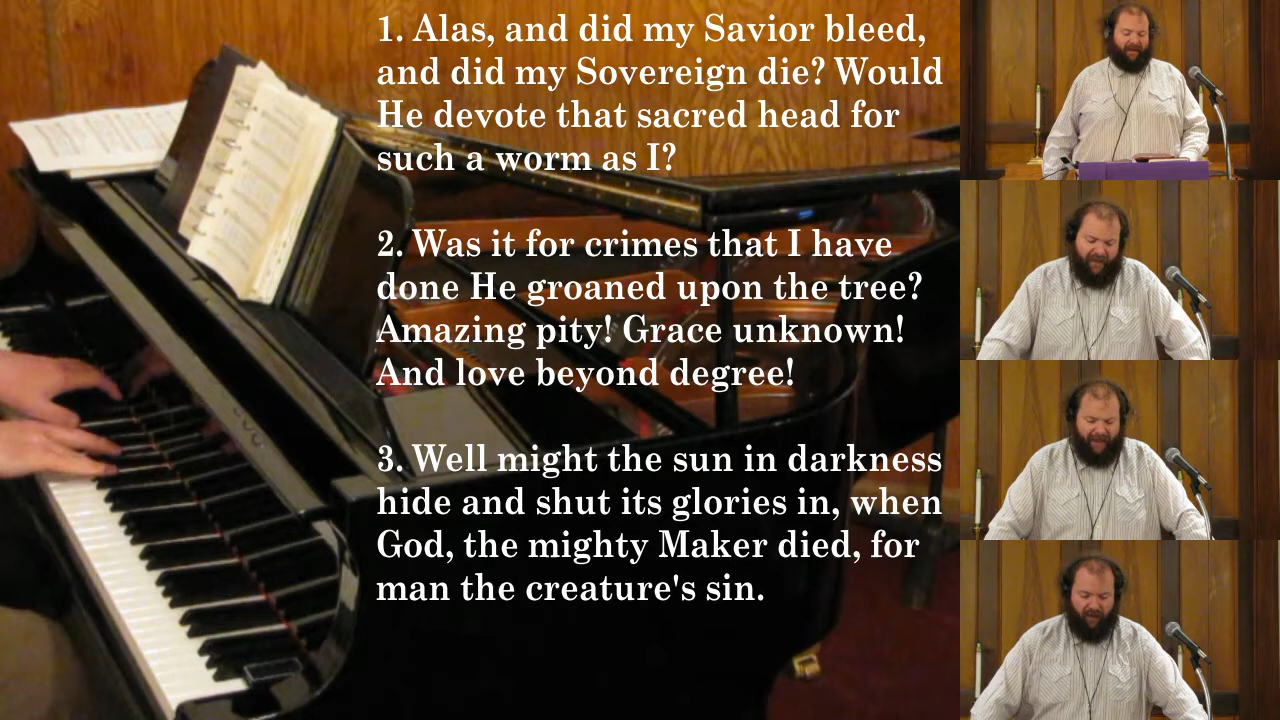 1. Alas, and did my Savior bleed,
and did my Sovereign die? Would
He devote that sacred head for
such a worm as I?
2. Was it for crimes that I have
done He groaned upon the tree?
Amazing pity! Grace unknown!
And love beyond degree!
3. Well might the sun in darkness
hide and shut its glories in, when
God, the mighty Maker died, for
man the creature's sin.